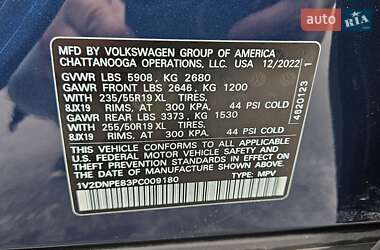 auto RIA
MFD BY VOLKSWAGEN GROUP OF AMERICA
CHATTANOOGA OPERATIONS, LLC. USA 12/2022
GVWR LBS 5908, KG 2680
GAWR FRONT LBS 2646, KG 1200
WITH 235/55R19 XL TIRES,
8JX19 RIMS, AT 300 KPA. 44 PSI COLD
GAWR REAR LBS 3373, KG 1530
WITH 255/50R19 XL TIRES,
8JX19 RIMS, AT 300 KPA. 44 PSI COLD
THIS VEHICLE CONFORMS TO ALL APPLICABLE
U.S. FEDERAL MOTOR VEHICLE SAFETY
STANDARDS IN EFFECT ON THE DATE OF
MANUFACTURE SHOWN ABOVE.
1V2DNPE83PC009180 TYPE: MPV
4820123 1